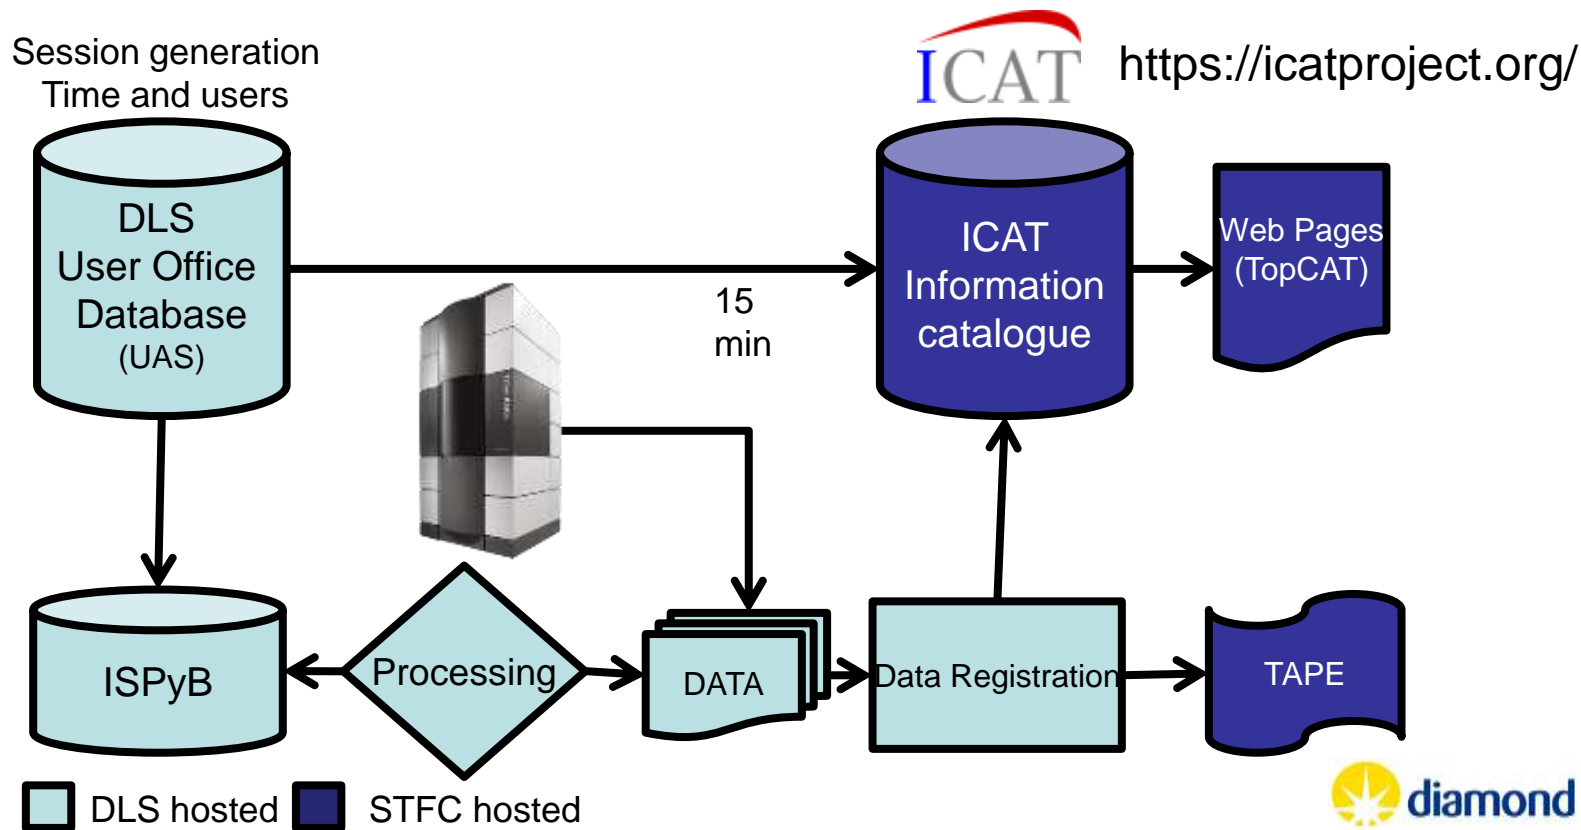 Session generation
Time and users
ICAT
https://icatproject.org/
DLS
User Office
Database
(UAS)
15
min
ICAT
Information
catalogue
Web Pages
(TopCAT)
ISPyB
Processing
DATA
Data Registration
TAPE
DLS hosted
STFC hosted
diamond